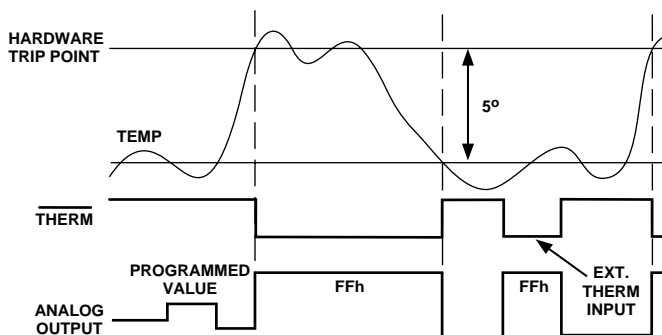 HARDWARE
TRIP POINT
5º
TEMP
THERM
PROGRAMMED
VALUE
FFh
FFh
EXT.
THERM
INPUT
ANALOG
OUTPUT